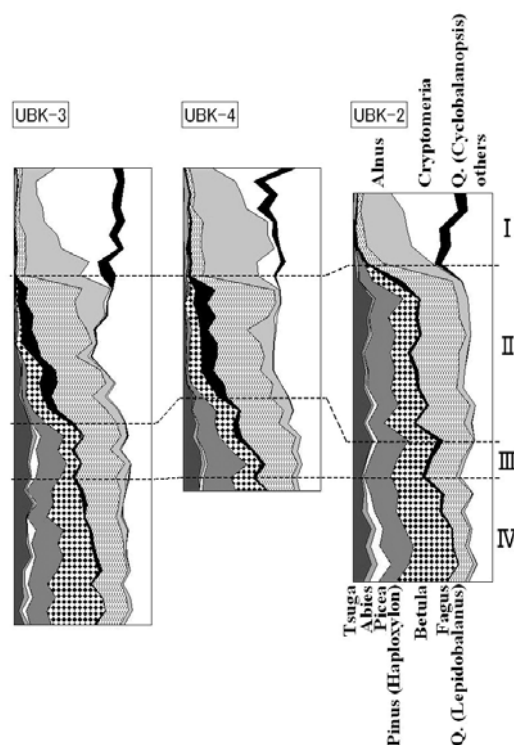 UBK-3
UBK-4
UBK-2
Alnus
Cryptomeria
Q. (Cyclobalanopsis)
others
I
II
III
IV
Tsuga
Abies
Picea
Pinus (Haploxylon)
Betula
Fagus
Q. (Lepidobalanus)